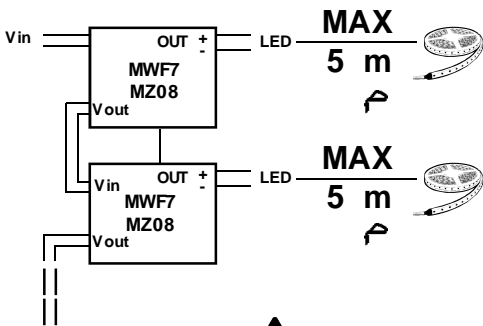 Vin
OUT + -
LED
MAX
5 m
م
MWF7
MZ08
Vout
OUT + -
LED
MAX
5 m
م
Vin
MWF7
MZ08
Vout